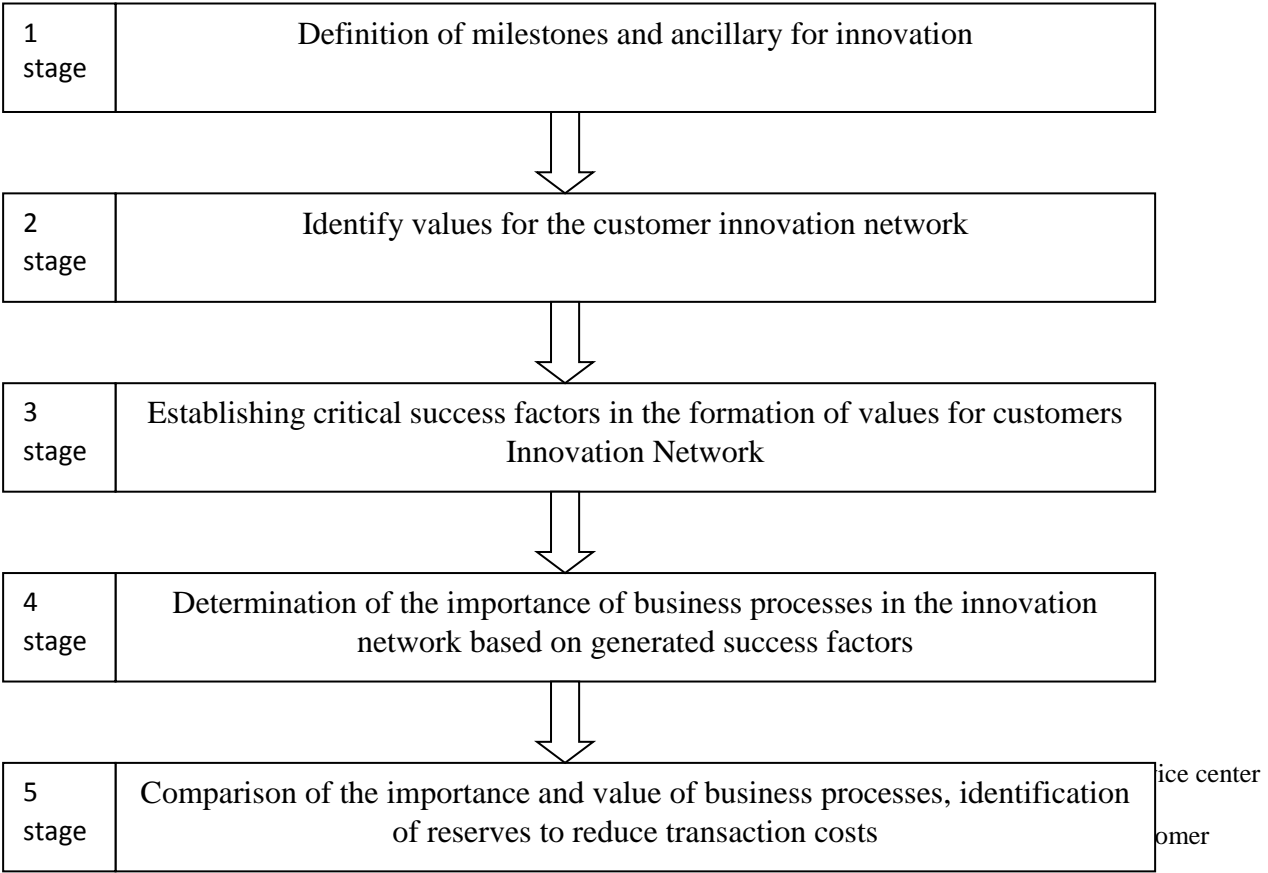 1
stage
Definition of milestones and ancillary for innovation
2
stage
Identify values for the customer innovation network
3
stage
Establishing critical success factors in the formation of values for customers
Innovation Network
4
stage
Determination of the importance of business processes in the innovation
network based on generated success factors
5
stage
Comparison of the importance and value of business processes, identification
of reserves to reduce transaction costs
ice center
omer